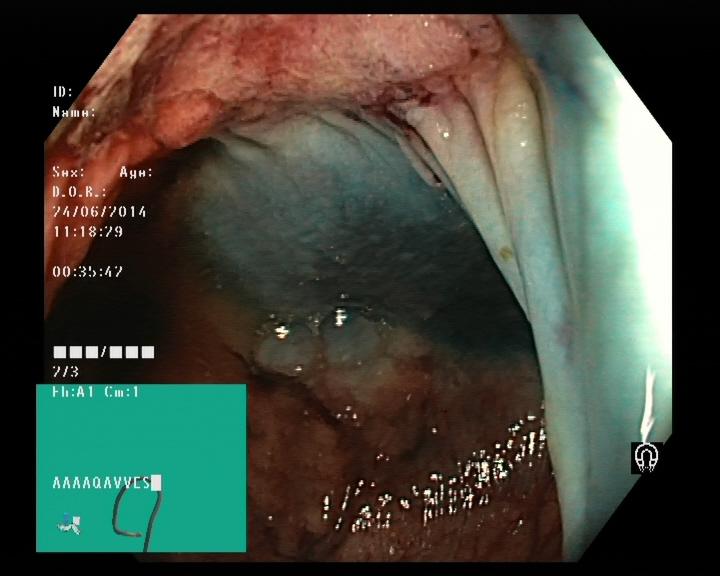 ID:
Name:
Sex: Age:
D.O.B.:
24/06/2014
11:18:29
00:35:42
■■■/■■■
2/3
Eh:A1 Cm:1
AAAAQAVVES